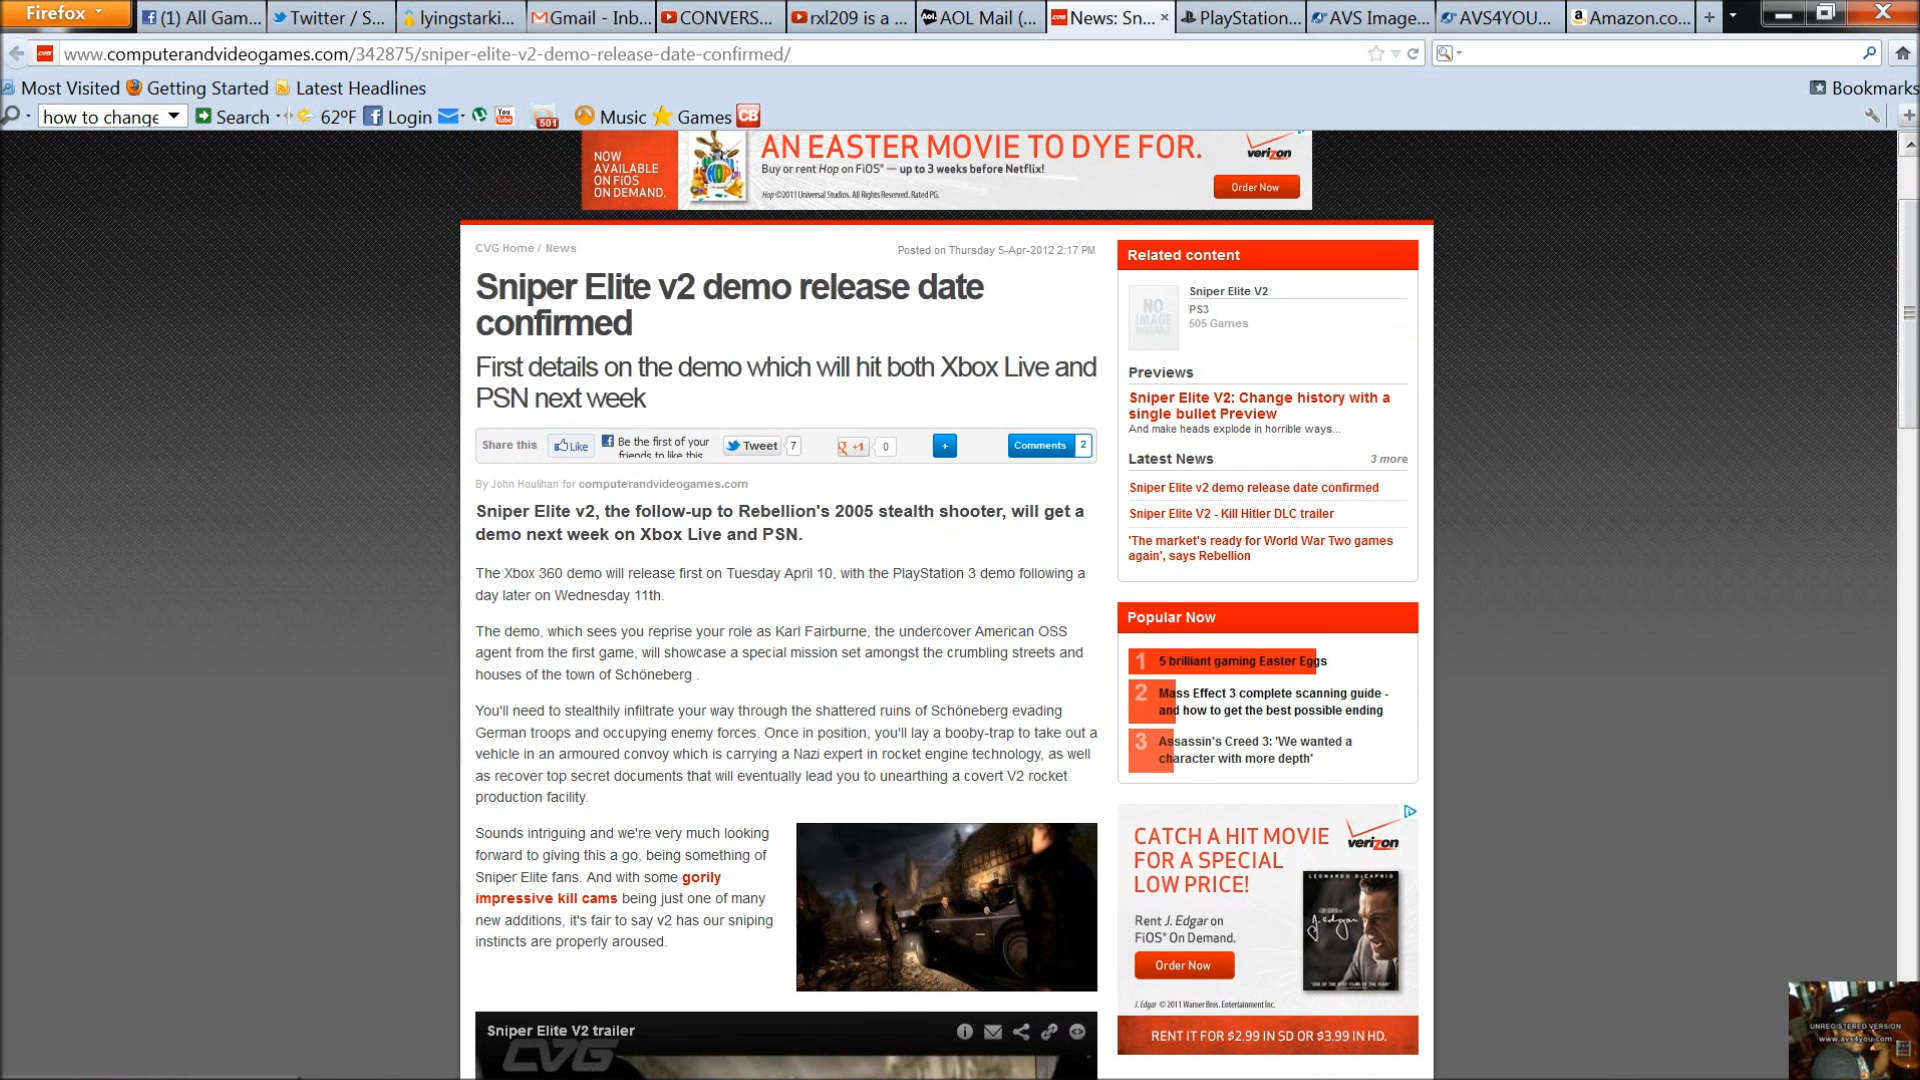 Firefox
(1) All Gam...
Twitter / S...
lyingstarki...
Gmail - Inb...
CONVERS...
rxl209 is a ...
AOL Mail (...
News: Sn...
PlayStation...
AVS Image...
AVS4YOU...
Amazon.co...
www.computerandvideogames.com/342875/sniper-elite-v2-demo-release-date-confirmed/
Most Visited Getting Started Latest Headlines
Bookmarks
how to change Search 62°F Login You Tube 501 Music Games CB
NOW
AVAILABLE
ON FiOS
ON DEMAND.
HOP
AN EASTER MOVIE TO DYE FOR.
Buy or rent Hop on FiOS® — up to 3 weeks before Netflix!
Hop ©2011 Universal Studios. All Rights Reserved. Rated PG.
verizon
Order Now
CVG Home / News
Posted on Thursday 5-Apr-2012 2:17 PM
Sniper Elite v2 demo release date
confirmed
First details on the demo which will hit both Xbox Live and
PSN next week
Share this Like Be the first of your
friends to like this
Tweet 7 +1 0 + Comments 2
By John Houlihan for computerandvideogames.com
Sniper Elite v2, the follow-up to Rebellion's 2005 stealth shooter, will get a
demo next week on Xbox Live and PSN.
The Xbox 360 demo will release first on Tuesday April 10, with the PlayStation 3 demo following a
day later on Wednesday 11th.
The demo, which sees you reprise your role as Karl Fairburne, the undercover American OSS
agent from the first game, will showcase a special mission set amongst the crumbling streets and
houses of the town of Schöneberg .
You'll need to stealthily infiltrate your way through the shattered ruins of Schöneberg evading
German troops and occupying enemy forces. Once in position, you'll lay a booby-trap to take out a
vehicle in an armoured convoy which is carrying a Nazi expert in rocket engine technology, as well
as recover top secret documents that will eventually lead you to unearthing a covert V2 rocket
production facility.
Sounds intriguing and we're very much looking
forward to giving this a go, being something of
Sniper Elite fans. And with some gorily
impressive kill cams being just one of many
new additions, it's fair to say v2 has our sniping
instincts are properly aroused.
Sniper Elite V2 trailer
CVG
Related content
NO
IMAGE
AVAILABLE
Sniper Elite V2
PS3
505 Games
Previews
Sniper Elite V2: Change history with a
single bullet Preview
And make heads explode in horrible ways...
Latest News 3 more
Sniper Elite v2 demo release date confirmed
Sniper Elite V2 - Kill Hitler DLC trailer
'The market's ready for World War Two games
again', says Rebellion
Popular Now
1 5 brilliant gaming Easter Eggs
2 Mass Effect 3 complete scanning guide -
and how to get the best possible ending
3 Assassin's Creed 3: 'We wanted a
character with more depth'
CATCH A HIT MOVIE
FOR A SPECIAL
LOW PRICE!
verizon
Rent J. Edgar on
FiOS® On Demand.
Order Now
LEONARDO DiCAPRIO
J. Edgar
J. Edgar © 2011 Warner Bros. Entertainment Inc.
RENT IT FOR $2.99 IN SD OR $3.99 IN HD.
UNREGISTERED VERSION
www.avs4you.com